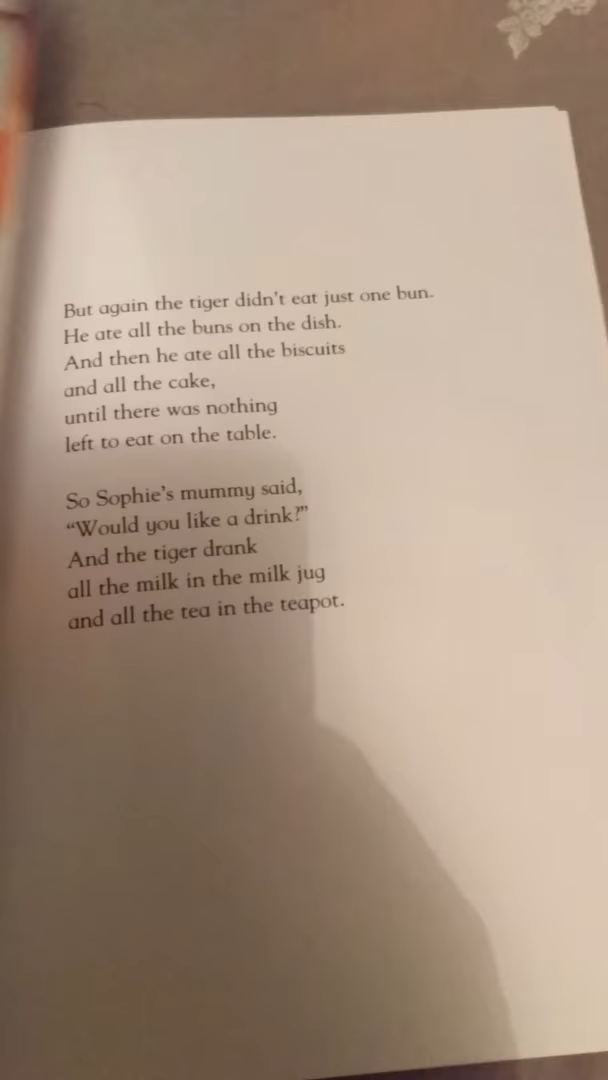 But again the tiger didn't eat just one bun.
He ate all the buns on the dish.
And then he ate all the biscuits
and all the cake,
until there was nothing
left to eat on the table.
So Sophie's mummy said,
“Would you like a drink?”
And the tiger drank
all the milk in the milk jug
and all the tea in the teapot.